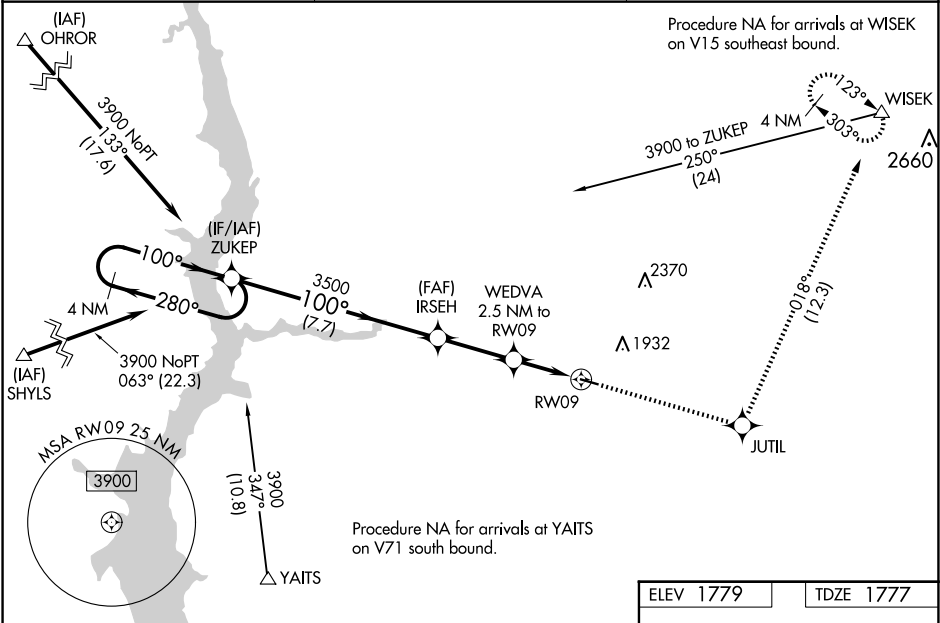 (IAF)
OHROR
3900 NoPT
133°
(17.6)
Procedure NA for arrivals at WISEK
on V15 southeast bound.
123°
4 NM
303°
WISEK
2660
3900 to ZUKEP
250°
(24)
(IF/IAF)
ZUKEP
100°
280°
4 NM
3500
100°
(7.7)
(FAF)
IRSEH
WEDVA
2.5 NM to
RW09
2370
1932
018°
(12.3)
RW09
JUTIL
(IAF)
SHYLS
3900 NoPT
063° (22.3)
MSA RW09 25 NM
3900
3900
347°
(10.8)
YAITS
Procedure NA for arrivals at YAITS
on V71 south bound.
ELEV 1779
TDZE 1777